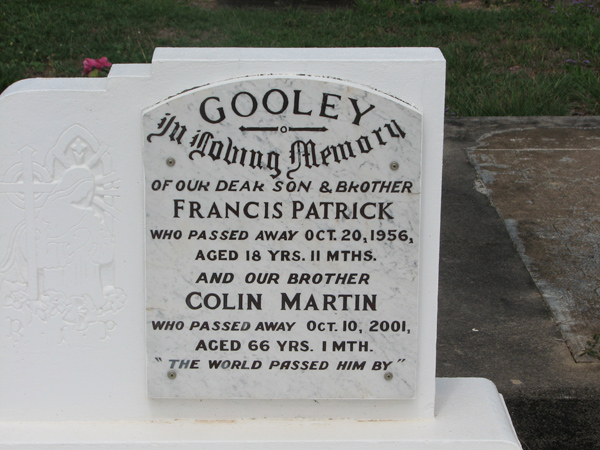 GOOLEY
In Loving Memory
OF OUR DEAR SON & BROTHER
FRANCIS PATRICK
WHO PASSED AWAY OCT. 20, 1956,
AGED 18 YRS. 11 MTHS.
AND OUR BROTHER
COLIN MARTIN
WHO PASSED AWAY OCT. 10, 2001,
AGED 66 YRS. 1 MTH.
"THE WORLD PASSED HIM BY"